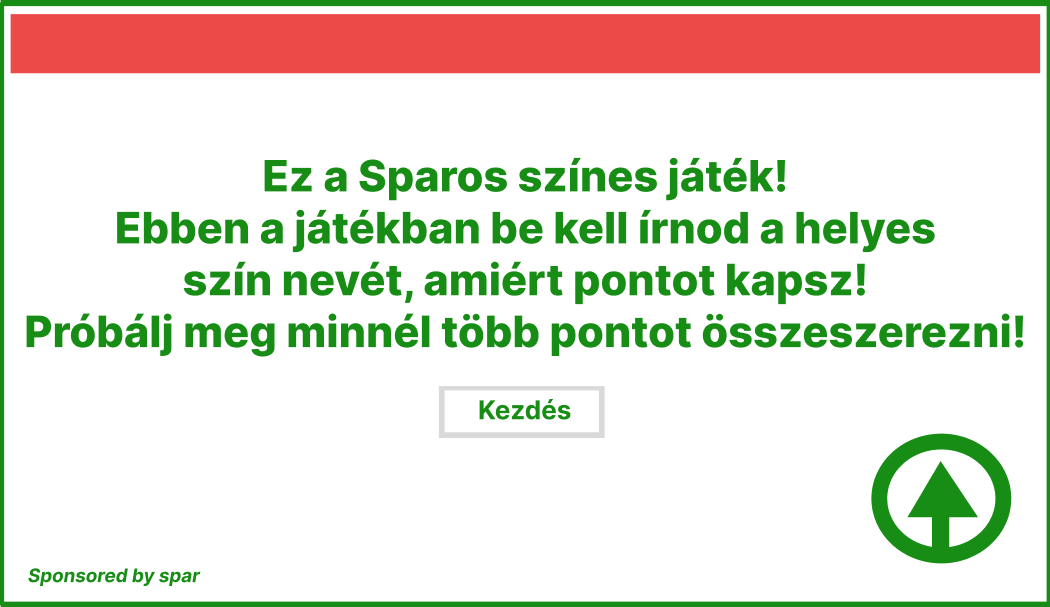 Ez a Sparos színes játék!
Ebben a játékban be kell írnod a helyes
szín nevét, amiért pontot kapsz!
Próbálj meg minnél több pontot összeszerezni!
Kezdés
Sponsored by spar